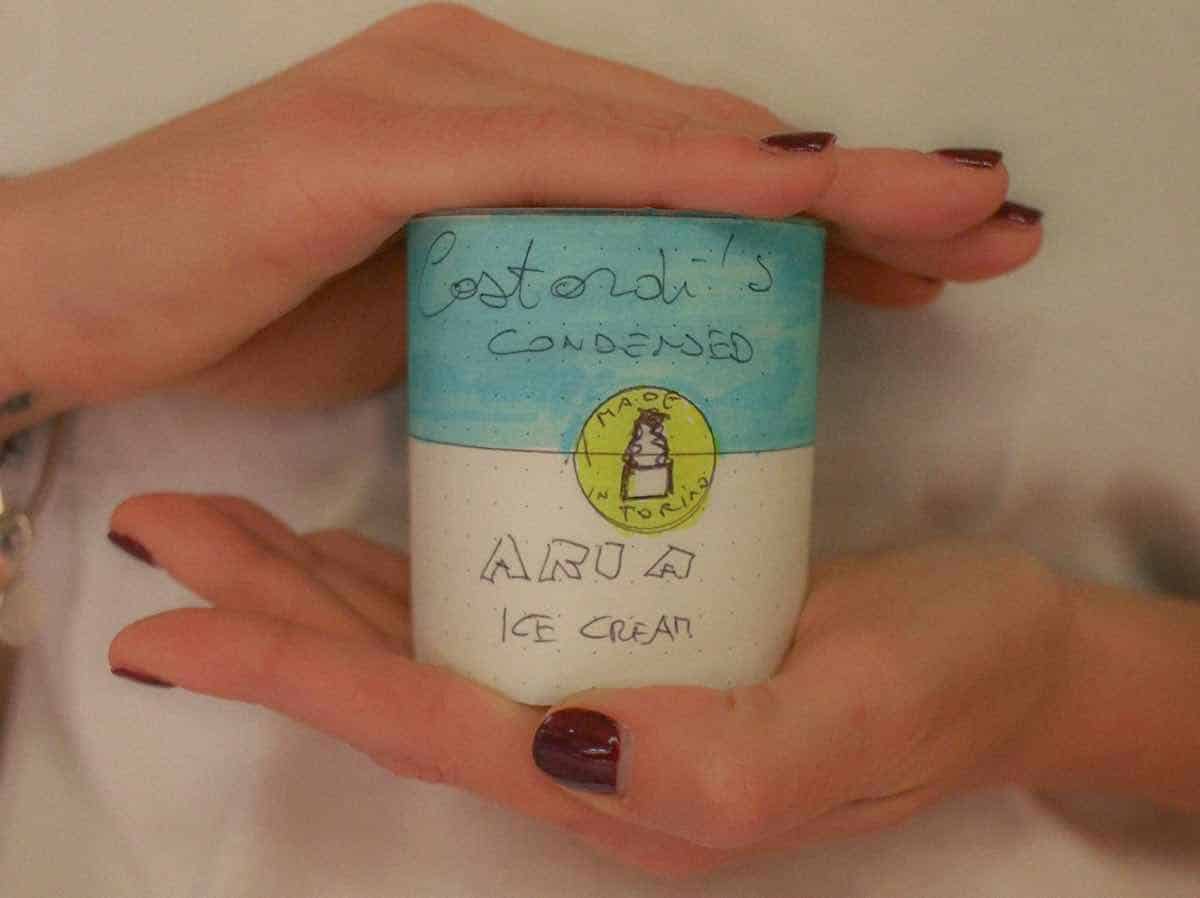 Costardi's
CONDENSED
MADE
IN TORINO
ARIA
ICE CREAM